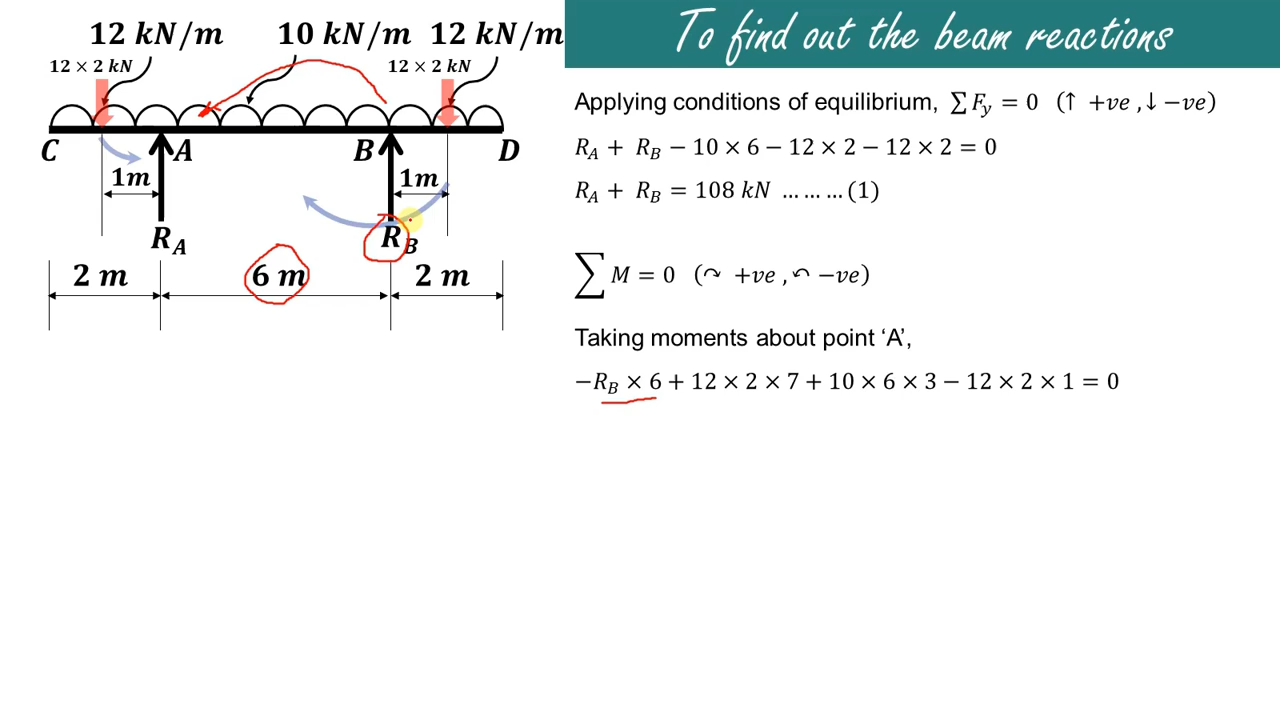 12 kN/m 10 kN/m 12 kN/m
12 × 2 kN 12 × 2 kN
C A B D
1m 1m
R_A R_B
2 m 6 m 2 m
To find out the beam reactions
Applying conditions of equilibrium, ∑F_y = 0 (↑ +ve ,↓ −ve)
R_A + R_B − 10 × 6 − 12 × 2 − 12 × 2 = 0
R_A + R_B = 108 kN … … … (1)
∑ M = 0 (↷ +ve , ↶ −ve)
Taking moments about point ‘A’,
−R_B × 6 + 12 × 2 × 7 + 10 × 6 × 3 − 12 × 2 × 1 = 0